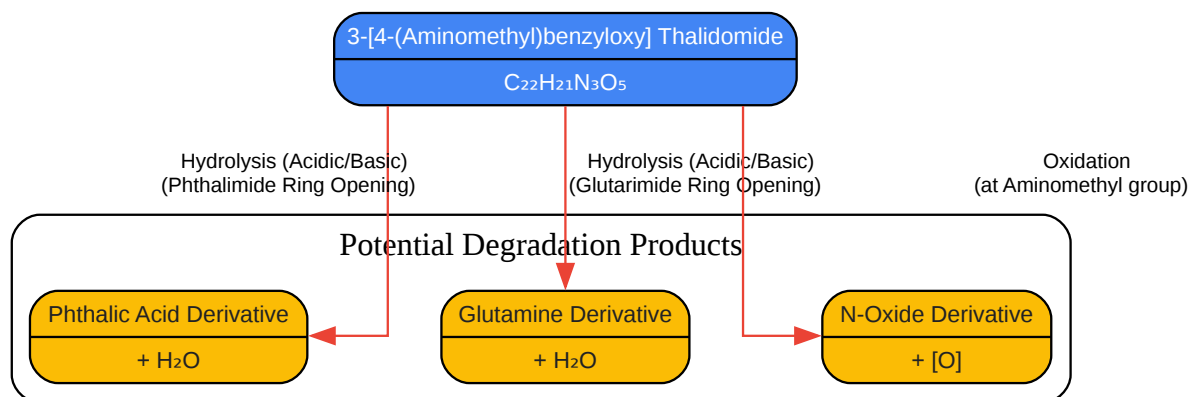 3-[4-(Aminomethyl)benzyloxy] Thalidomide
C₂₂H₂₁N₃O₅
Hydrolysis (Acidic/Basic)
(Phthalimide Ring Opening)
Hydrolysis (Acidic/Basic)
(Glutarimide Ring Opening)
Oxidation
(at Aminomethyl group)
Potential Degradation Products
Phthalic Acid Derivative
+ H₂O
Glutamine Derivative
+ H₂O
N-Oxide Derivative
+ [O]